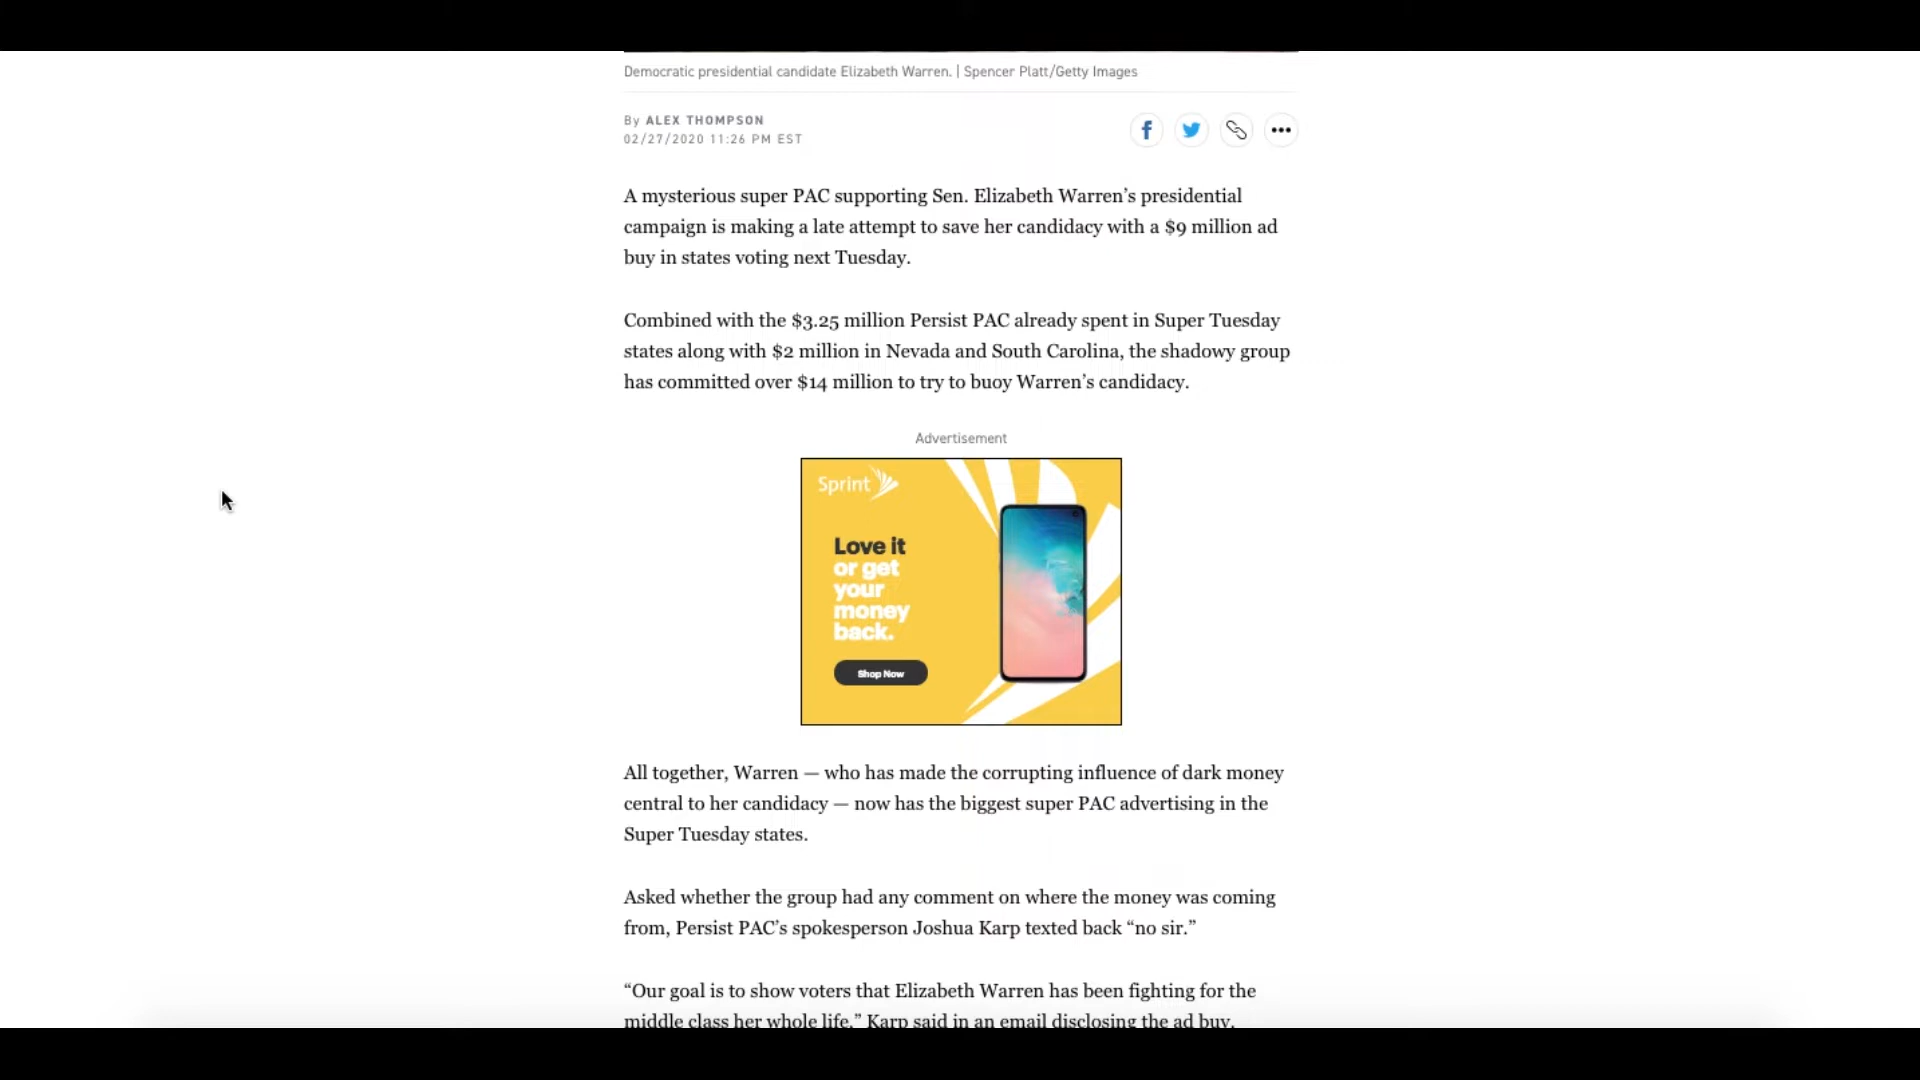 Democratic presidential candidate Elizabeth Warren. | Spencer Platt/Getty Images
By ALEX THOMPSON
02/27/2020 11:26 PM EST
A mysterious super PAC supporting Sen. Elizabeth Warren’s presidential
campaign is making a late attempt to save her candidacy with a $9 million ad
buy in states voting next Tuesday.
Combined with the $3.25 million Persist PAC already spent in Super Tuesday
states along with $2 million in Nevada and South Carolina, the shadowy group
has committed over $14 million to try to buoy Warren’s candidacy.
Advertisement
Sprint
Love it
or get
your
money
back.
Shop Now
All together, Warren — who has made the corrupting influence of dark money
central to her candidacy — now has the biggest super PAC advertising in the
Super Tuesday states.
Asked whether the group had any comment on where the money was coming
from, Persist PAC’s spokesperson Joshua Karp texted back “no sir.”
“Our goal is to show voters that Elizabeth Warren has been fighting for the
middle class her whole life,” Karp said in an email disclosing the ad buy.